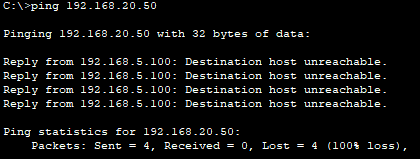 C:\>ping 192.168.20.50
Pinging 192.168.20.50 with 32 bytes of data:
Reply from 192.168.5.100: Destination host unreachable.
Reply from 192.168.5.100: Destination host unreachable.
Reply from 192.168.5.100: Destination host unreachable.
Reply from 192.168.5.100: Destination host unreachable.
Ping statistics for 192.168.20.50:
Packets: Sent = 4, Received = 0, Lost = 4 (100% loss),